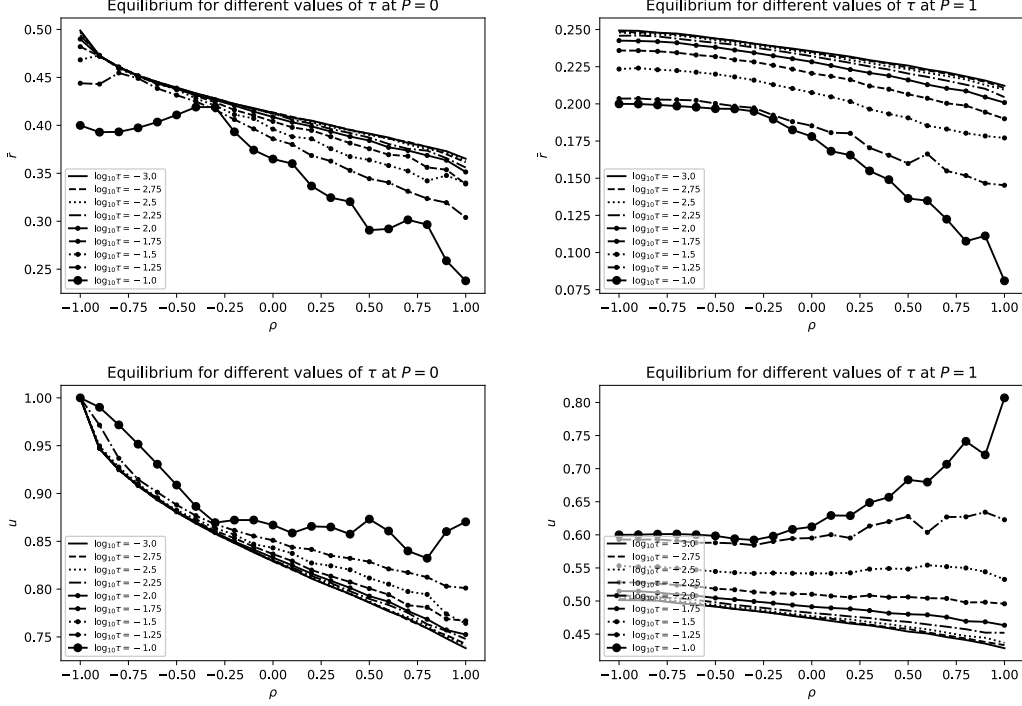 Equilibrium for different values of τ at P = 0
0.50
0.45
0.40
0.35
0.30
0.25
r̄
log₁₀τ = −3.0
log₁₀τ = −2.75
log₁₀τ = −2.5
log₁₀τ = −2.25
log₁₀τ = −2.0
log₁₀τ = −1.75
log₁₀τ = −1.5
log₁₀τ = −1.25
log₁₀τ = −1.0
−1.00 −0.75 −0.50 −0.25 0.00 0.25 0.50 0.75 1.00
ρ
Equilibrium for different values of τ at P = 1
0.250
0.225
0.200
0.175
0.150
0.125
0.100
0.075
r̄
log₁₀τ = −3.0
log₁₀τ = −2.75
log₁₀τ = −2.5
log₁₀τ = −2.25
log₁₀τ = −2.0
log₁₀τ = −1.75
log₁₀τ = −1.5
log₁₀τ = −1.25
log₁₀τ = −1.0
−1.00 −0.75 −0.50 −0.25 0.00 0.25 0.50 0.75 1.00
ρ
Equilibrium for different values of τ at P = 0
1.00
0.95
0.90
0.85
0.80
0.75
u
log₁₀τ = −3.0
log₁₀τ = −2.75
log₁₀τ = −2.5
log₁₀τ = −2.25
log₁₀τ = −2.0
log₁₀τ = −1.75
log₁₀τ = −1.5
log₁₀τ = −1.25
log₁₀τ = −1.0
−1.00 −0.75 −0.50 −0.25 0.00 0.25 0.50 0.75 1.00
ρ
Equilibrium for different values of τ at P = 1
0.80
0.75
0.70
0.65
0.60
0.55
0.50
0.45
u
log₁₀τ = −3.0
log₁₀τ = −2.75
log₁₀τ = −2.5
log₁₀τ = −2.25
log₁₀τ = −2.0
log₁₀τ = −1.75
log₁₀τ = −1.5
log₁₀τ = −1.25
log₁₀τ = −1.0
−1.00 −0.75 −0.50 −0.25 0.00 0.25 0.50 0.75 1.00
ρ